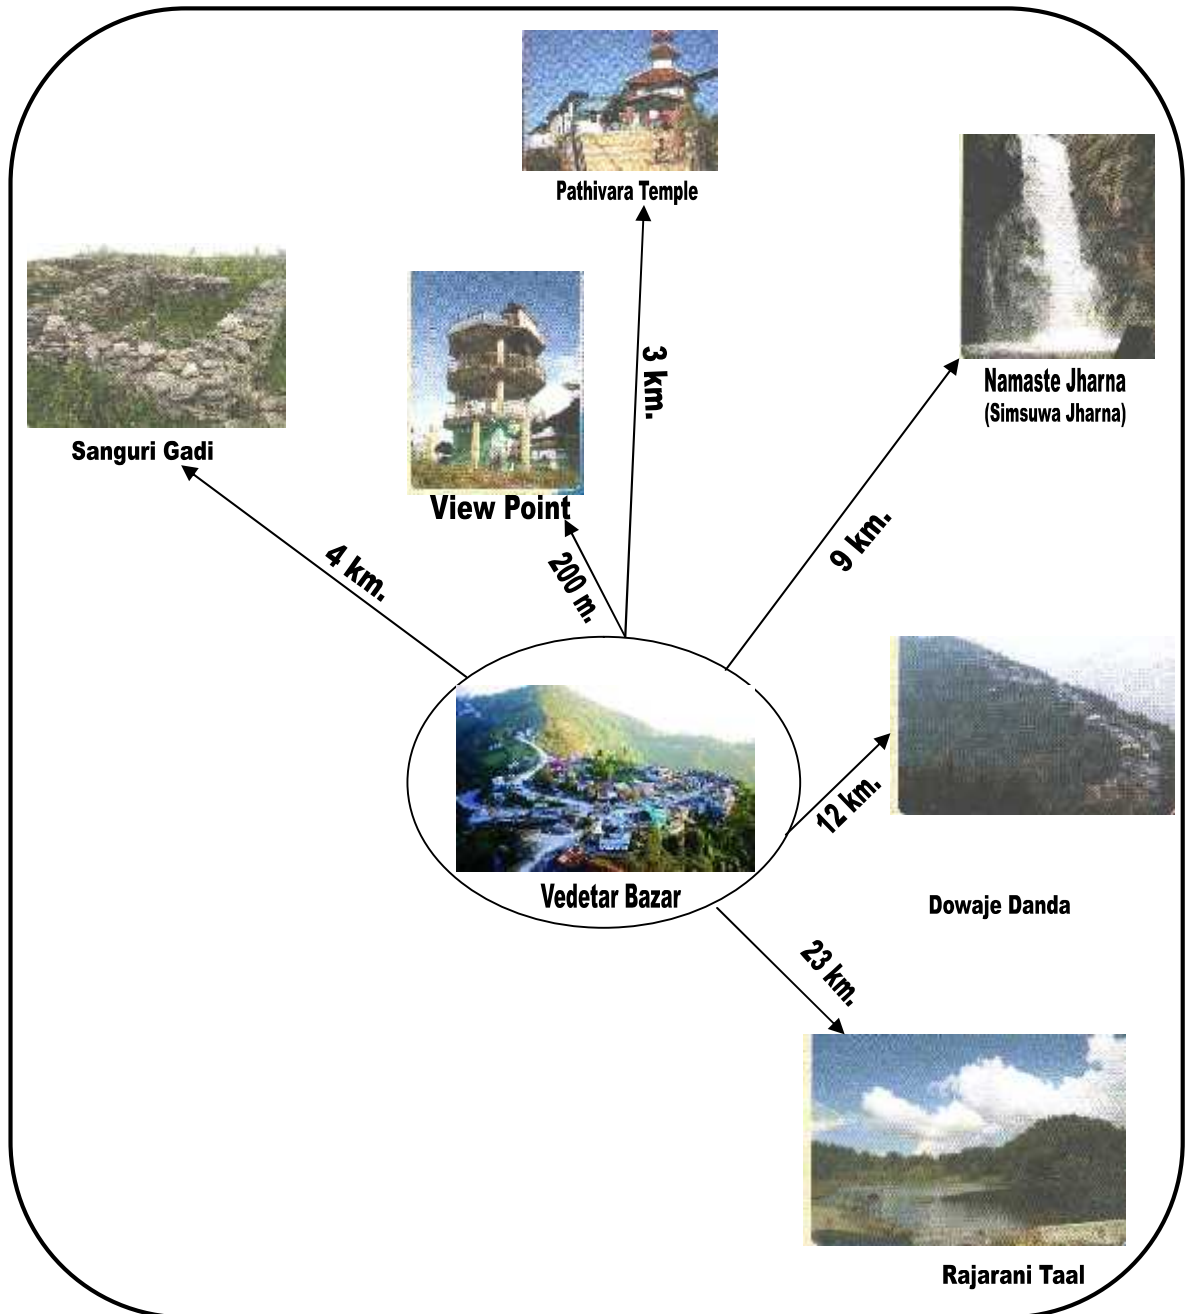 Pathivara Temple
Namaste Jharna
(Simsuwa Jharna)
3 km.
Sanguri Gadi
View Point
4 km.
200 m.
9 km.
12 km.
Vedetar Bazar
Dowaje Danda
23 km.
Rajarani Taal